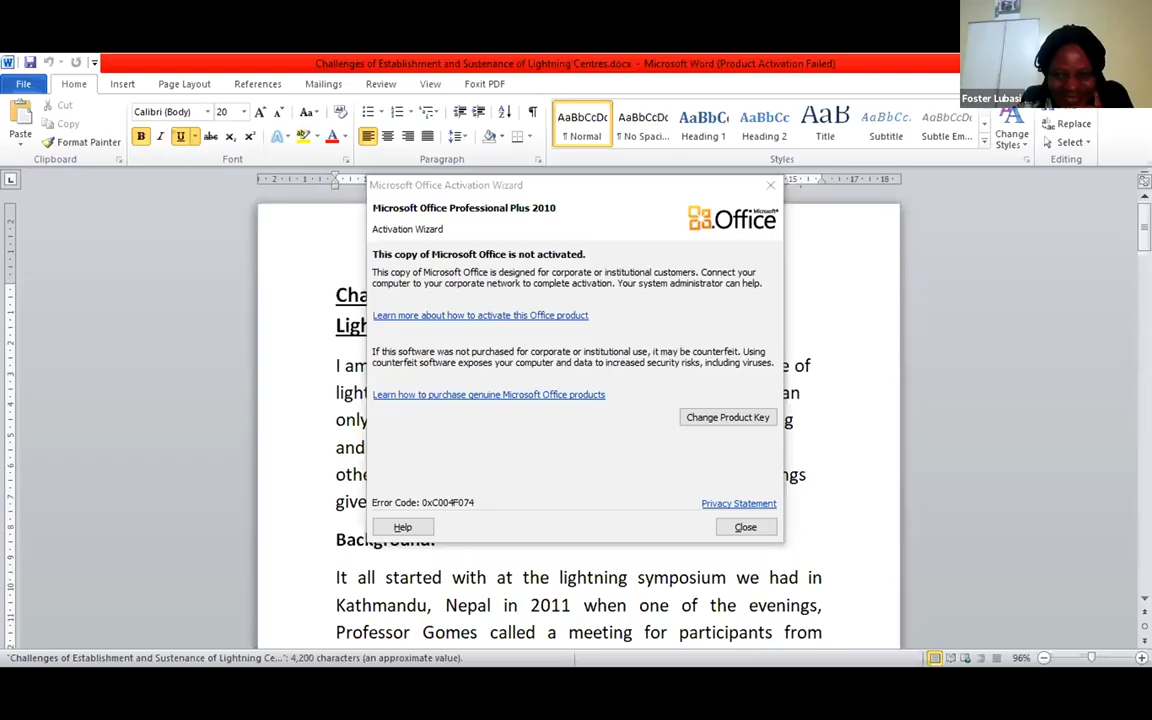 Challenges of Establishment and Sustenance of Lightning Centres.docx - Microsoft Word (Product Activation Failed)
File Home Insert Page Layout References Mailings Review View Foxit PDF
Foster Lubasi
Cut
Copy
Format Painter
Paste
Clipboard
Calibri (Body) 20
Font
Paragraph
AaBbCcDc AaBbCcDc AaBbC AaBbCc AaB AaBbCc. AaBbCcDc
¶ Normal ¶ No Spaci... Heading 1 Heading 2 Title Subtitle Subtle Em...
Change
Styles
Styles
Replace
Select
Editing
Microsoft Office Activation Wizard
Microsoft Office Professional Plus 2010
Microsoft Office
Activation Wizard
This copy of Microsoft Office is not activated.
This copy of Microsoft Office is designed for corporate or institutional customers. Connect your
computer to your corporate network to complete activation. Your system administrator can help.
Learn more about how to activate this Office product
If this software was not purchased for corporate or institutional use, it may be counterfeit. Using
counterfeit software exposes your computer and data to increased security risks, including viruses.
Learn how to purchase genuine Microsoft Office products
Change Product Key
Error Code: 0xC004F074
Privacy Statement
Help Close
Cha
Ligh
I am e of
light an
only g
and
othe ngs
give
Background:
It all started with at the lightning symposium we had in
Kathmandu, Nepal in 2011 when one of the evenings,
Professor Gomes called a meeting for participants from
"Challenges of Establishment and Sustenance of Lightning Ce...": 4,200 characters (an approximate value).
96%